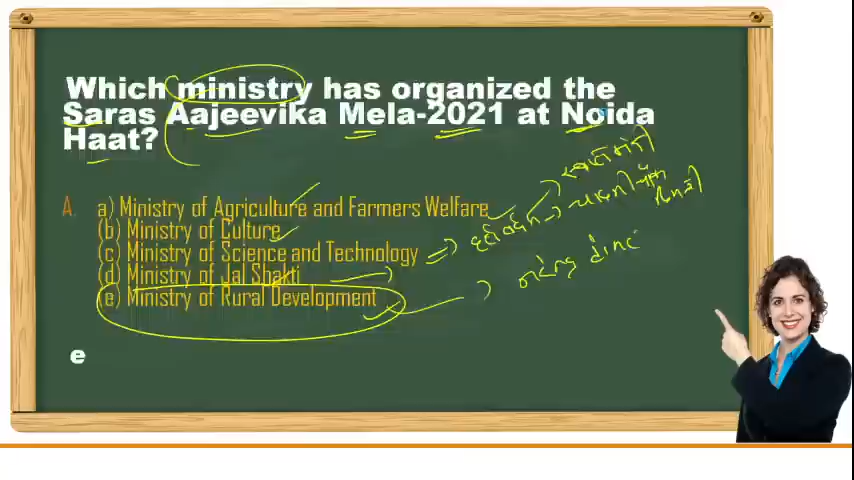 Which ministry has organized the
Saras Aajeevika Mela-2021 at Noida
Haat?
A. a) Ministry of Agriculture and Farmers Welfare
(b) Ministry of Culture
(c) Ministry of Science and Technology
(d) Ministry of Jal Shakti
(e) Ministry of Rural Development
e